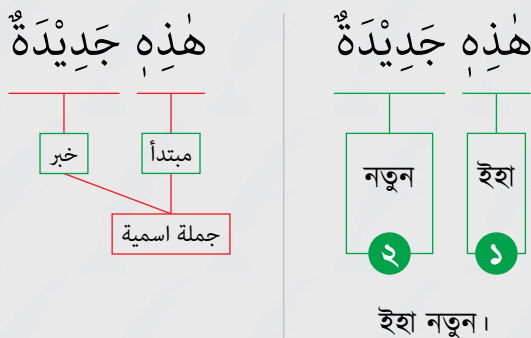 هٰذِهٖ جَدِيْدَةٌ
مبتدأ
خبر
جملة اسمية
هٰذِهٖ جَدِيْدَةٌ
ইহা
নতুন
১
২
ইহা নতুন।